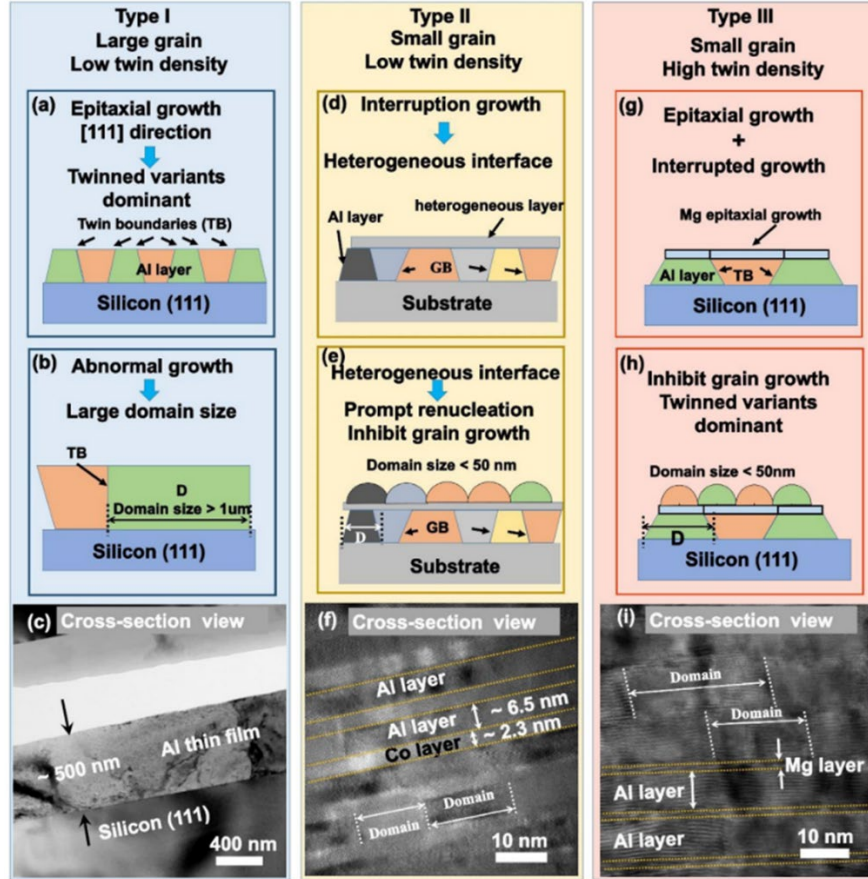 Type I
Large grain
Low twin density
(a)
Epitaxial growth
[111] direction
Twinned variants
dominant
Twin boundaries (TB)
Al layer
Silicon (111)
(b)
Abnormal growth
Large domain size
TB
D
Domain size > 1um
Silicon (111)
(c)
Cross-section view
Al thin film
~ 500 nm
Silicon (111)
400 nm
Type II
Small grain
Low twin density
(d)
Interruption growth
Heterogeneous interface
Al layer
heterogeneous layer
GB
Substrate
(e)
Heterogeneous interface
Prompt renucleation
Inhibit grain growth
Domain size < 50 nm
D
GB
Substrate
(f)
Cross-section view
Al layer
Al layer
~ 6.5 nm
Co layer
~ 2.3 nm
Domain
Domain
10 nm
Type III
Small grain
High twin density
(g)
Epitaxial growth
+
Interrupted growth
Mg epitaxial growth
Al layer
TB
Silicon (111)
(h)
Inhibit grain growth
Twinned variants
dominant
Domain size < 50nm
D
Silicon (111)
(i)
Cross-section view
Domain
Domain
Mg layer
Al layer
Al layer
10 nm